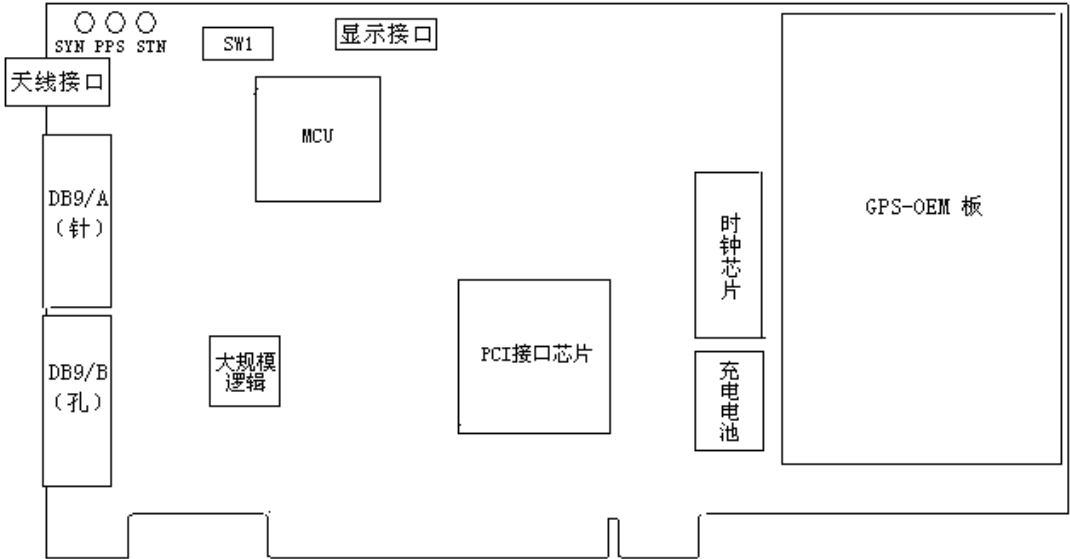 SYN PPS STN
SW1
显示接口
天线接口
MCU
DB9/A
(针)
时
钟
芯
片
GPS-OEM 板
DB9/B
(孔)
大规模
逻辑
PCI接口芯片
充
电
电
池